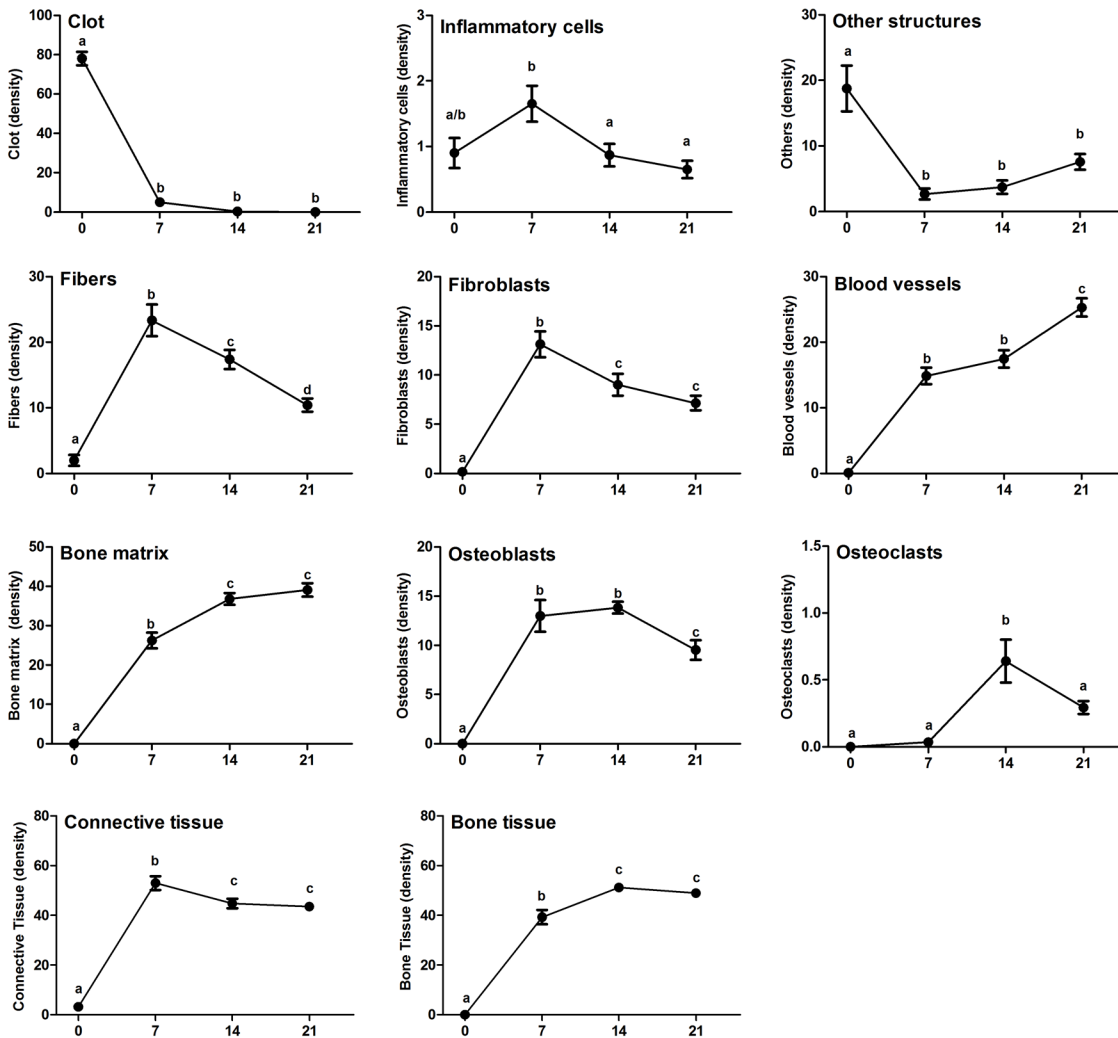 Clot
Clot (density)
100
80
60
40
20
0
a
b
b
b
0 7 14 21
Inflammatory cells
Inflammatory cells (density)
3
2
1
0
a/b
b
a
a
0 7 14 21
Other structures
Others (density)
30
20
10
0
a
b
b
b
0 7 14 21
Fibers
Fibers (density)
30
20
10
0
a
b
c
d
0 7 14 21
Fibroblasts
Fibroblasts (density)
20
15
10
5
0
a
b
c
c
0 7 14 21
Blood vessels
Blood vessels (density)
30
20
10
0
a
b
b
c
0 7 14 21
Bone matrix
Bone matrix (density)
50
40
30
20
10
0
a
b
c
c
0 7 14 21
Osteoblasts
Osteoblasts (density)
20
15
10
5
0
a
b
b
c
0 7 14 21
Osteoclasts
Osteoclasts (density)
1.5
1.0
0.5
0.0
a
a
b
a
0 7 14 21
Connective tissue
Connective Tissue (density)
80
60
40
20
0
a
b
c
c
0 7 14 21
Bone tissue
Bone Tissue (density)
80
60
40
20
0
a
b
c
c
0 7 14 21